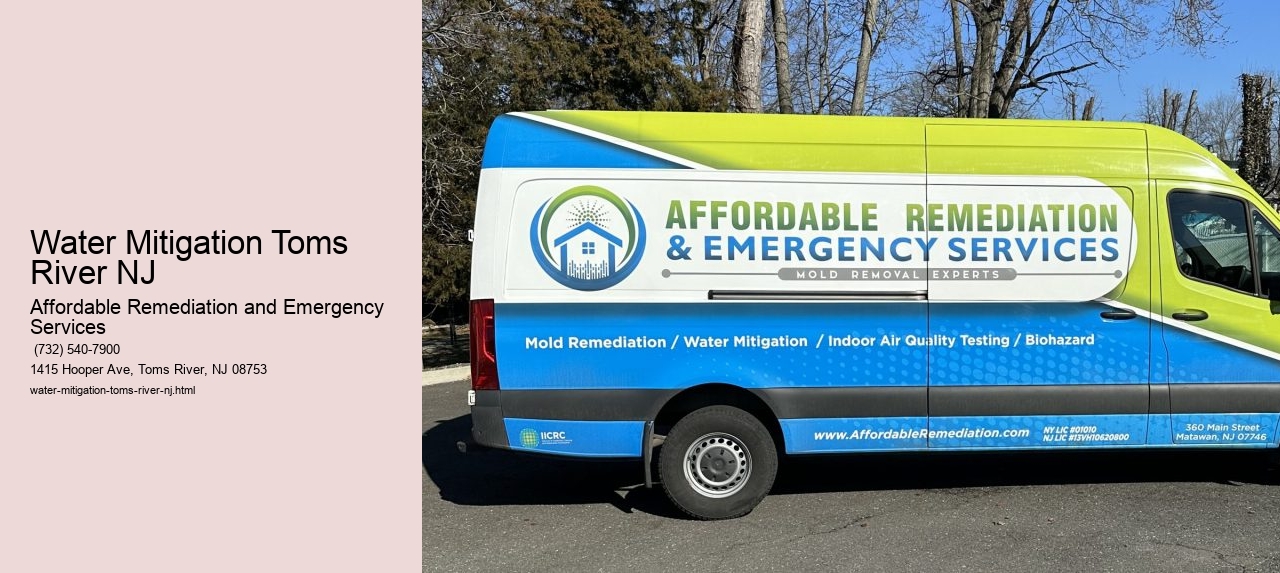 Water Mitigation Toms
River NJ
Affordable Remediation and Emergency
Services
(732) 540-7900
1415 Hooper Ave, Toms River, NJ 08753
water-mitigation-toms-river-nj.html
AFFORDABLE REMEDIATION
& EMERGENCY SERVICES
MOLD REMOVAL EXPERTS
Mold Remediation / Water Mitigation / Indoor Air Quality Testing / Biohazard
IICRC
www.AffordableRemediation.com
NY LIC #01010
NJ LIC #13VH10620800
360 Main Street
Matawan, NJ 07746